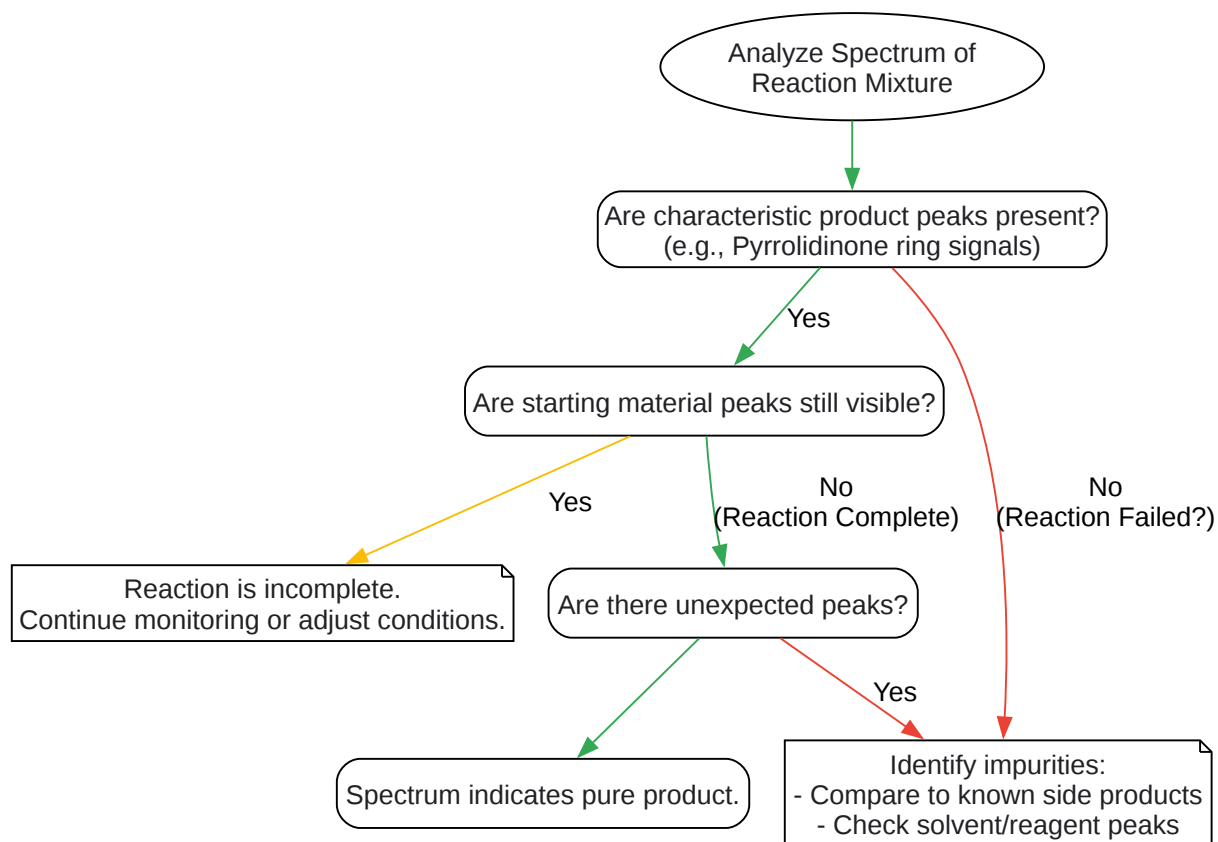 Analyze Spectrum of
Reaction Mixture
Are characteristic product peaks present?
(e.g., Pyrrolidinone ring signals)
Yes
Are starting material peaks still visible?
Yes
No
(Reaction Complete)
No
(Reaction Failed?)
Reaction is incomplete.
Continue monitoring or adjust conditions.
Are there unexpected peaks?
Yes
Spectrum indicates pure product.
Identify impurities:
- Compare to known side products
- Check solvent/reagent peaks